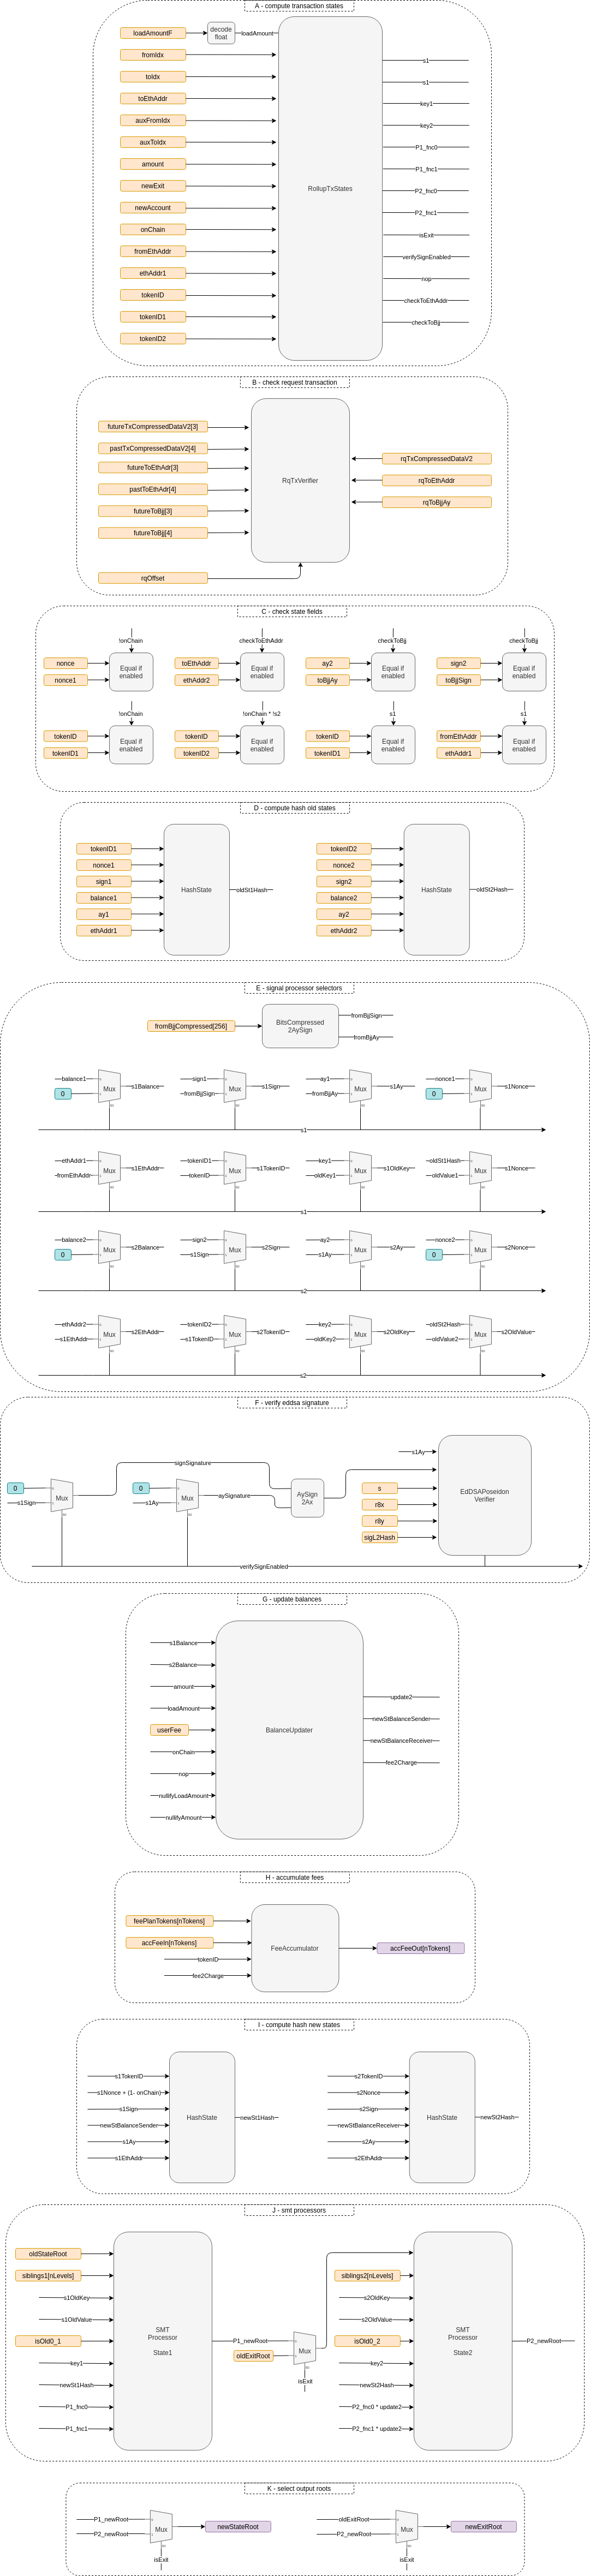 A - compute transaction states
loadAmountF
decode
float
loadAmount
fromIdx
toIdx
toEthAddr
auxFromIdx
auxToIdx
amount
newExit
newAccount
onChain
fromEthAddr
ethAddr1
tokenID
tokenID1
tokenID2
RollupTxStates
s1
s1
key1
key2
P1_fnc0
P1_fnc1
P2_fnc0
P2_fnc1
isExit
verifySignEnabled
nop
checkToEthAddr
checkToBjj
B - check request transaction
futureTxCompressedDataV2[3]
pastTxCompressedDataV2[4]
futureToEthAdr[3]
pastToEthAdr[4]
futureToBjj[3]
futureToBjj[4]
rqOffset
RqTxVerifier
rqTxCompressedDataV2
rqToEthAddr
rqToBjjAy
C - check state fields
!onChain
nonce
nonce1
Equal if
enabled
checkToEthAddr
toEthAddr
ethAddr2
Equal if
enabled
checkToBjj
ay2
toBjjAy
Equal if
enabled
checkToBjj
sign2
toBjjSign
Equal if
enabled
!onChain
tokenID
tokenID1
Equal if
enabled
!onChain * !s2
tokenID
tokenID2
Equal if
enabled
s1
tokenID
tokenID1
Equal if
enabled
s1
fromEthAddr
ethAddr1
Equal if
enabled
D - compute hash old states
tokenID1
nonce1
sign1
balance1
ay1
ethAddr1
HashState
oldSt1Hash
tokenID2
nonce2
sign2
balance2
ay2
ethAddr2
HashState
oldSt2Hash
E - signal processor selectors
fromBjjCompressed[256]
BitsCompressed
2AySign
fromBjjSign
fromBjjAy
balance1
0
Mux
s1Balance
sign1
fromBjjSign
Mux
s1Sign
ay1
fromBjjAy
Mux
s1Ay
nonce1
0
Mux
s1Nonce
s1
ethAddr1
fromEthAddr
Mux
s1EthAddr
tokenID1
tokenID
Mux
s1TokenID
key1
oldKey1
Mux
s1OldKey
oldSt1Hash
oldValue1
Mux
s1Nonce
s1
balance2
0
Mux
s2Balance
sign2
s1Sign
Mux
s2Sign
ay2
s1Ay
Mux
s2Ay
nonce2
0
Mux
s2Nonce
s2
ethAddr2
s1EthAddr
Mux
s2EthAddr
tokenID2
s1TokenID
Mux
s2TokenID
key2
oldKey2
Mux
s2OldKey
oldSt2Hash
oldValue2
Mux
s2OldValue
s2
F - verify eddsa signature
0
s1Sign
Mux
signSignature
0
s1Ay
Mux
aySignature
AySign
2Ax
s1Ay
s
r8x
r8y
sigL2Hash
EdDSAPoseidon
Verifier
verifySignEnabled
G - update balances
s1Balance
s2Balance
amount
loadAmount
userFee
onChain
nop
nullifyLoadAmount
nullifyAmount
BalanceUpdater
update2
newStBalanceSender
newStBalanceReceiver
fee2Charge
H - accumulate fees
feePlanTokens[nTokens]
accFeeIn[nTokens]
tokenID
fee2Charge
FeeAccumulator
accFeeOut[nTokens]
I - compute hash new states
s1TokenID
s1Nonce + (1- onChain)
s1Sign
newStBalanceSender
s1Ay
s1EthAddr
HashState
newSt1Hash
s2TokenID
s2Nonce
s2Sign
newStBalanceReceiver
s2Ay
s2EthAddr
HashState
newSt2Hash
J - smt processors
oldStateRoot
siblings1[nLevels]
s1OldKey
s1OldValue
isOld0_1
key1
newSt1Hash
P1_fnc0
P1_fnc1
SMT
Processor
State1
P1_newRoot
oldExitRoot
Mux
isExit
siblings2[nLevels]
s2OldKey
s2OldValue
isOld0_2
key2
newSt2Hash
P2_fnc0 * update2
P2_fnc1 * update2
SMT
Processor
State2
P2_newRoot
K - select output roots
P1_newRoot
P2_newRoot
Mux
isExit
newStateRoot
oldExitRoot
P2_newRoot
Mux
isExit
newExitRoot